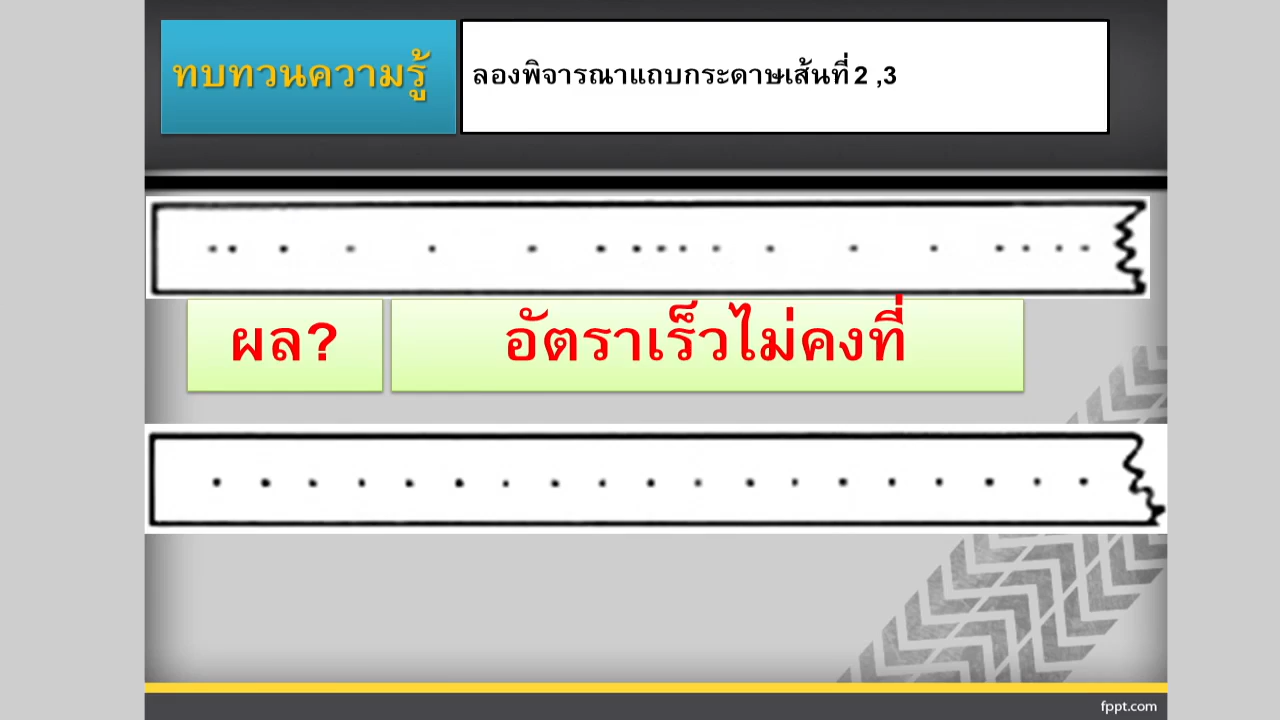 ทบทวนความรู้
ลองพิจารณาแถบกระดาษเส้นที่ 2 ,3
ผล?
อัตราเร็วไม่คงที่
fppt.com